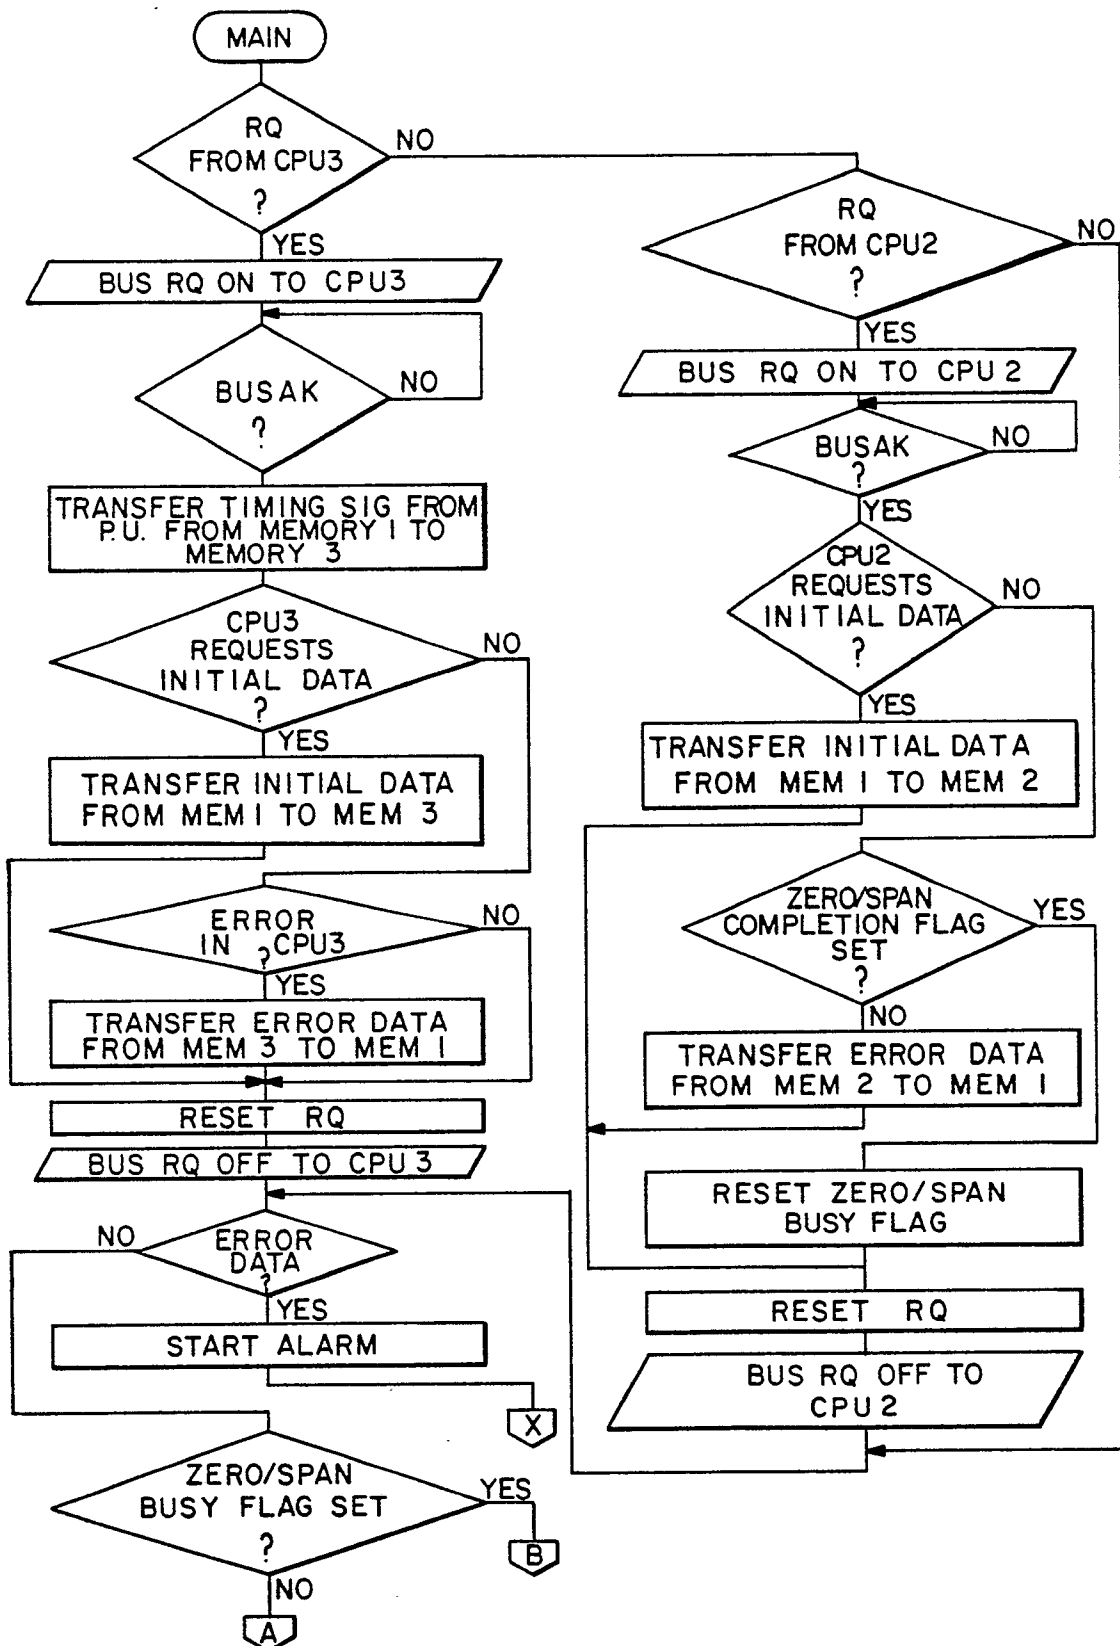 MAIN
RQ
FROM CPU3
?
NO
YES
BUS RQ ON TO CPU3
BUSAK
?
NO
TRANSFER TIMING SIG FROM
P.U. FROM MEMORY 1 TO
MEMORY 3
CPU3
REQUESTS
INITIAL DATA
?
NO
YES
TRANSFER INITIAL DATA
FROM MEM 1 TO MEM 3
ERROR
IN CPU3
?
NO
YES
TRANSFER ERROR DATA
FROM MEM 3 TO MEM 1
RESET RQ
BUS RQ OFF TO CPU3
NO
ERROR
DATA
?
YES
START ALARM
X
ZERO/SPAN
BUSY FLAG SET
?
YES
B
NO
A
RQ
FROM CPU2
?
NO
YES
BUS RQ ON TO CPU2
BUSAK
?
NO
YES
CPU2
REQUESTS
INITIAL DATA
?
NO
YES
TRANSFER INITIAL DATA
FROM MEM 1 TO MEM 2
ZERO/SPAN
COMPLETION FLAG
SET
?
YES
NO
TRANSFER ERROR DATA
FROM MEM 2 TO MEM 1
RESET ZERO/SPAN
BUSY FLAG
RESET RQ
BUS RQ OFF TO
CPU2